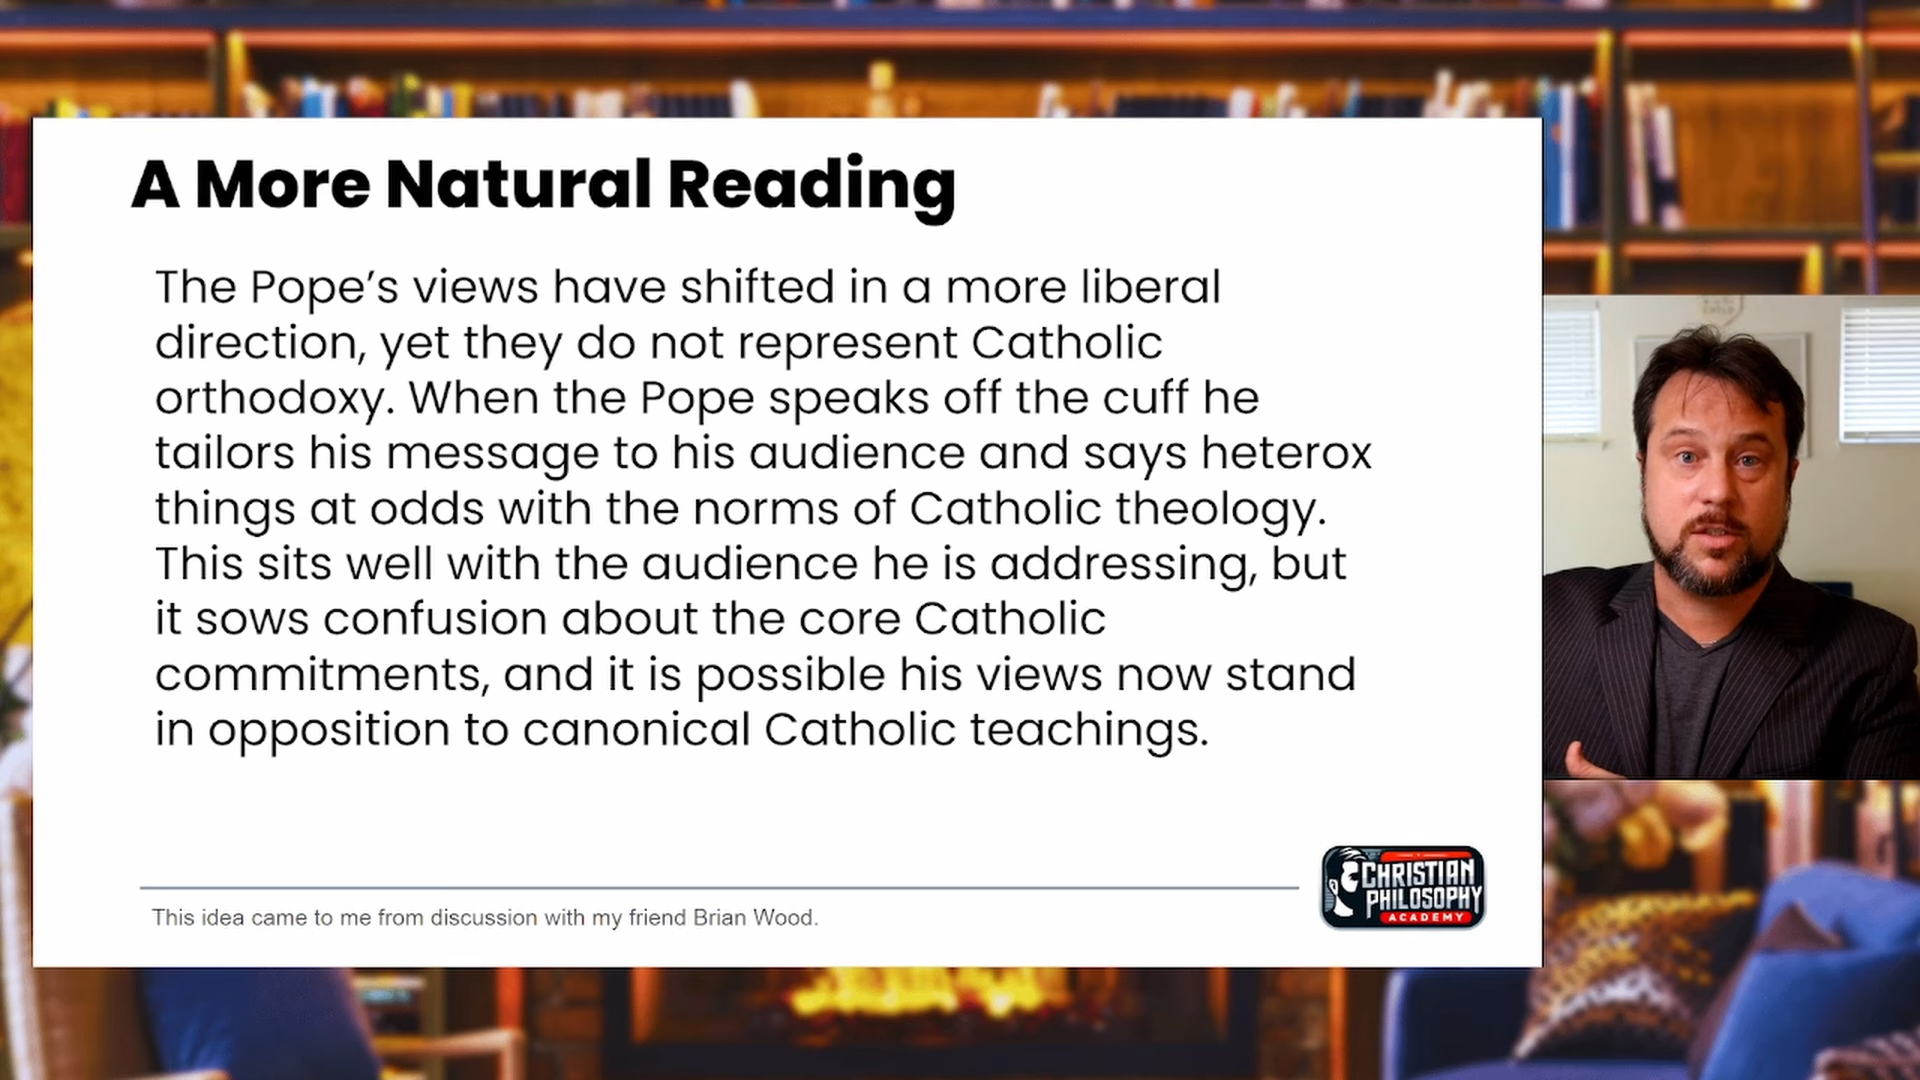 A More Natural Reading
The Pope’s views have shifted in a more liberal
direction, yet they do not represent Catholic
orthodoxy. When the Pope speaks off the cuff he
tailors his message to his audience and says heterox
things at odds with the norms of Catholic theology.
This sits well with the audience he is addressing, but
it sows confusion about the core Catholic
commitments, and it is possible his views now stand
in opposition to canonical Catholic teachings.
This idea came to me from discussion with my friend Brian Wood.
CHRISTIAN
PHILOSOPHY
ACADEMY